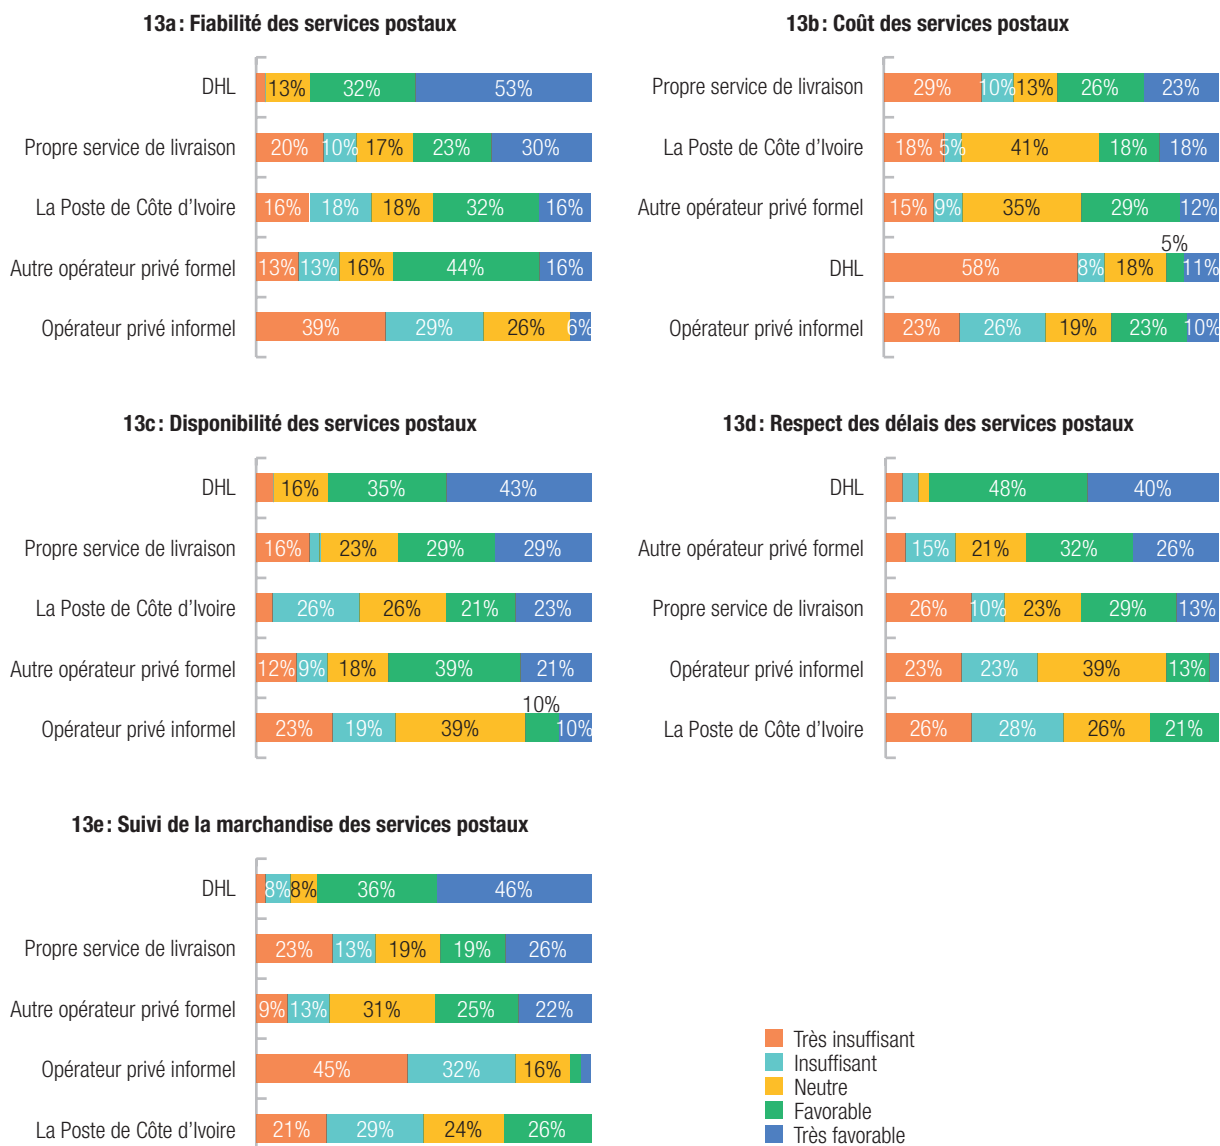 13a : Fiabilité des services postaux
DHL 13% 32% 53%
Propre service de livraison 20% 10% 17% 23% 30%
La Poste de Côte d'Ivoire 16% 18% 18% 32% 16%
Autre opérateur privé formel 13% 13% 16% 44% 16%
Opérateur privé informel 39% 29% 26% 6%
13b : Coût des services postaux
Propre service de livraison 29% 10% 13% 26% 23%
La Poste de Côte d'Ivoire 18% 5% 41% 18% 18%
Autre opérateur privé formel 15% 9% 35% 29% 12%
5%
DHL 58% 8% 18% 11%
Opérateur privé informel 23% 26% 19% 23% 10%
13c : Disponibilité des services postaux
DHL 16% 35% 43%
Propre service de livraison 16% 23% 29% 29%
La Poste de Côte d'Ivoire 26% 26% 21% 23%
Autre opérateur privé formel 12% 9% 18% 39% 21%
10%
Opérateur privé informel 23% 19% 39% 10%
13d : Respect des délais des services postaux
DHL 48% 40%
Autre opérateur privé formel 15% 21% 32% 26%
Propre service de livraison 26% 10% 23% 29% 13%
Opérateur privé informel 23% 23% 39% 13%
La Poste de Côte d'Ivoire 26% 28% 26% 21%
13e : Suivi de la marchandise des services postaux
DHL 8% 8% 36% 46%
Propre service de livraison 23% 13% 19% 19% 26%
Autre opérateur privé formel 9% 13% 31% 25% 22%
Opérateur privé informel 45% 32% 16%
La Poste de Côte d'Ivoire 21% 29% 24% 26%
Très insuffisant
Insuffisant
Neutre
Favorable
Très favorable